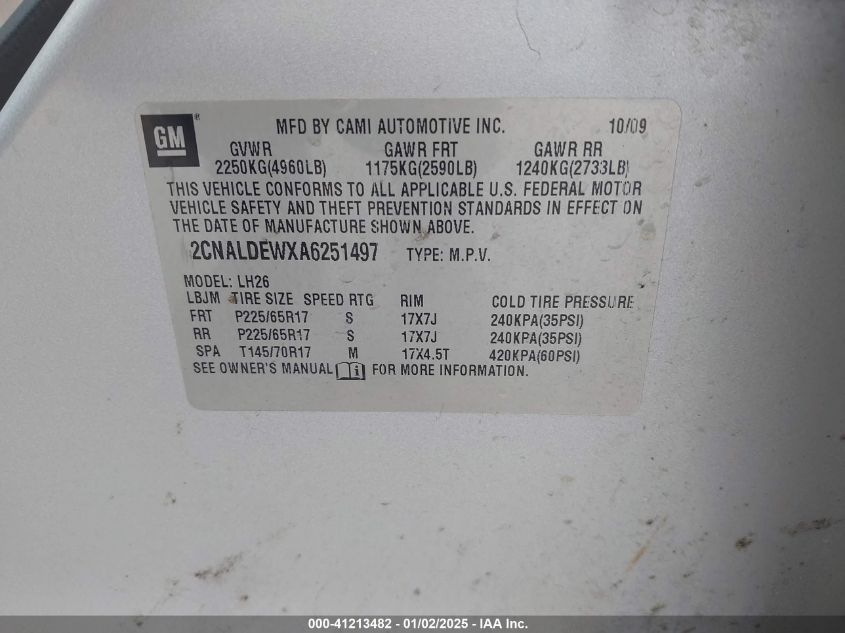 GM ® MFD BY CAMI AUTOMOTIVE INC. 10/09
GVWR GAWR FRT GAWR RR
2250KG(4960LB) 1175KG(2590LB) 1240KG(2733LB)
THIS VEHICLE CONFORMS TO ALL APPLICABLE U.S. FEDERAL MOTOR
VEHICLE SAFETY AND THEFT PREVENTION STANDARDS IN EFFECT ON
THE DATE OF MANUFACTURE SHOWN ABOVE.
2CNALDEWXA6251497 TYPE: M.P.V.
MODEL: LH26
LBJM TIRE SIZE SPEED RTG RIM COLD TIRE PRESSURE
FRT P225/65R17 S 17X7J 240KPA(35PSI)
RR P225/65R17 S 17X7J 240KPA(35PSI)
SPA T145/70R17 M 17X4.5T 420KPA(60PSI)
SEE OWNER'S MANUAL i FOR MORE INFORMATION.
000-41213482 - 01/02/2025 - IAA Inc.